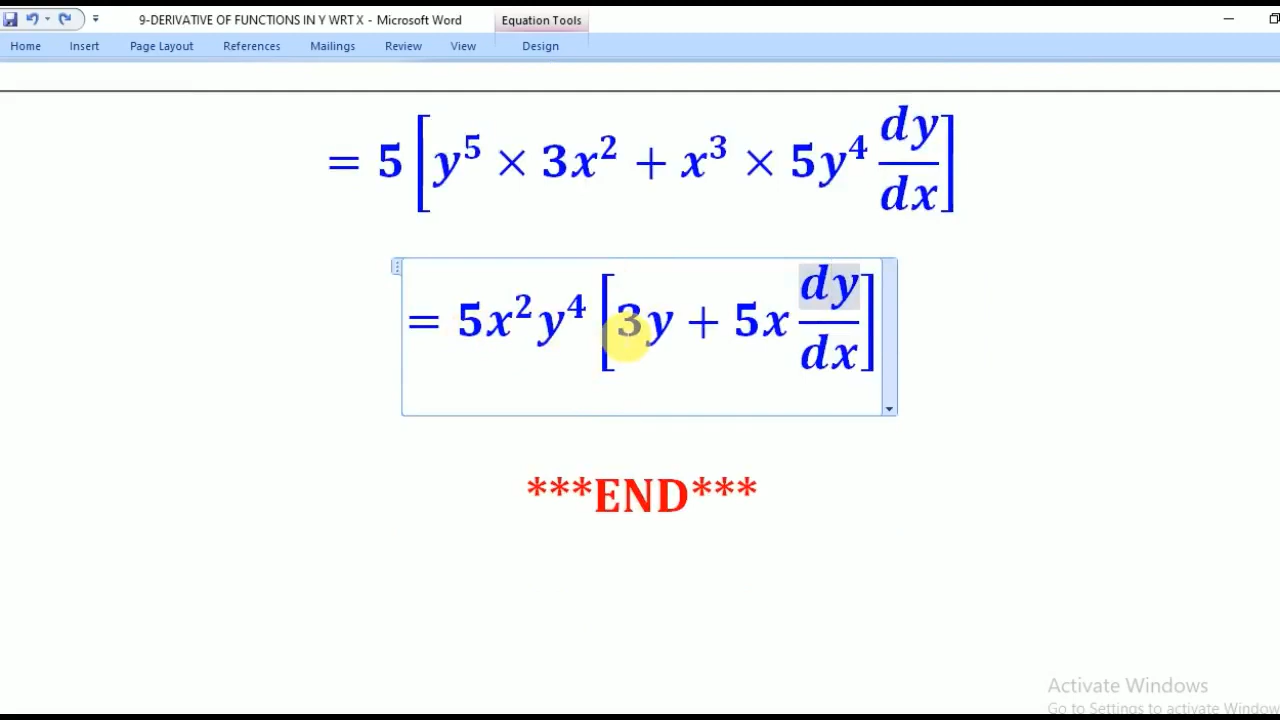 9-DERIVATIVE OF FUNCTIONS IN Y WRT X - Microsoft Word
Equation Tools
Home Insert Page Layout References Mailings Review View Design
= 5 [y⁵ × 3x² + x³ × 5y⁴ dy/dx]
= 5x²y⁴ [3y + 5x dy/dx]
***END***
Activate Windows
Go to Settings to activate Window